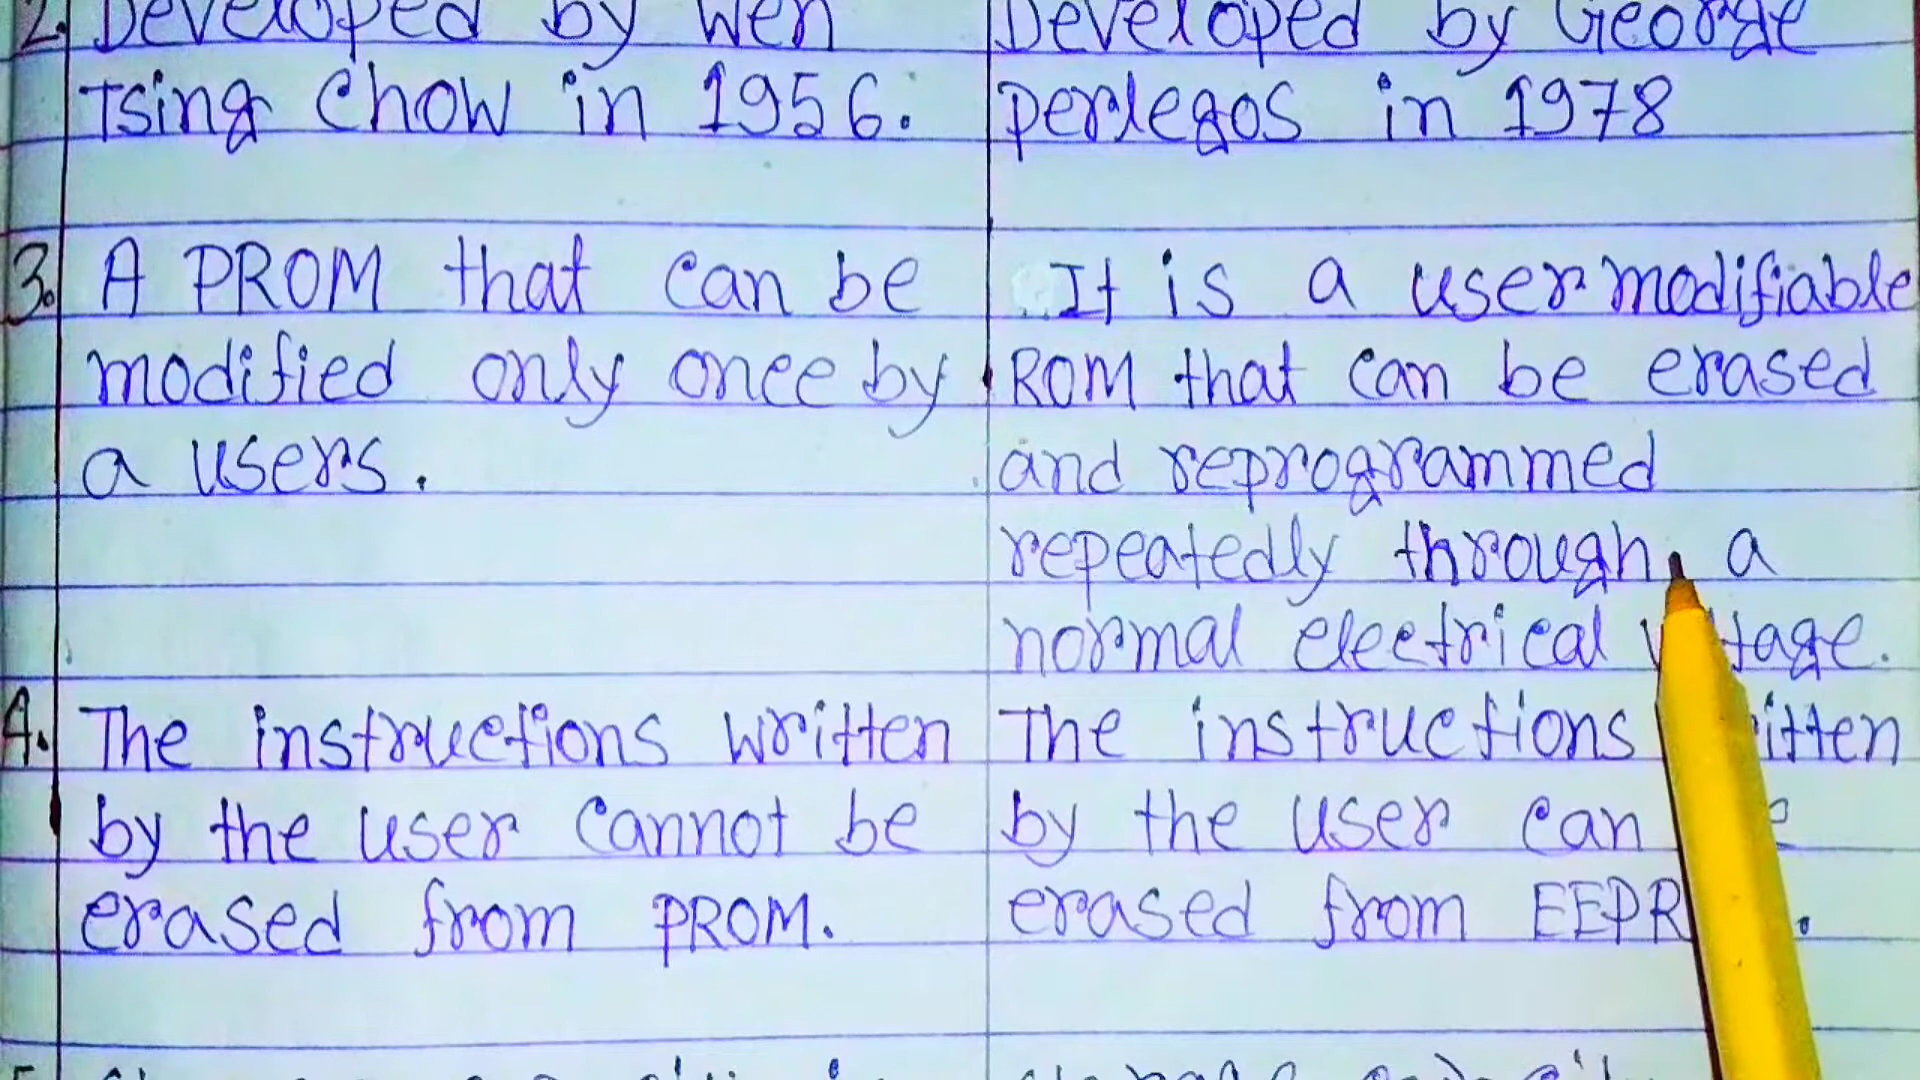 2. Developed by Wen
Tsing Chow in 1956.
Developed by George
perlegos in 1978
3. A PROM that can be
modified only once by
a users.
It is a user modifiable
ROM that can be erased
and reprogrammed
repeatedly through a
normal electrical
4. The instructions written
by the user cannot be
erased from PROM.
The instructions
by the user can
erased from